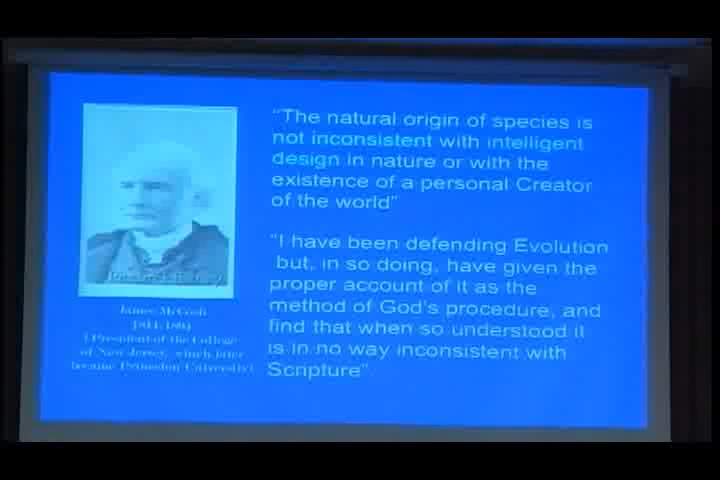 "The natural origin of species is
not inconsistent with intelligent
design in nature or with the
existence of a personal Creator
of the world"
"I have been defending Evolution
but, in so doing, have given the
proper account of it as the
method of God's procedure, and
find that when so understood it
is in no way inconsistent with
Scripture".
James McCosh
(President of the College
of New Jersey, which later
became Princeton University)